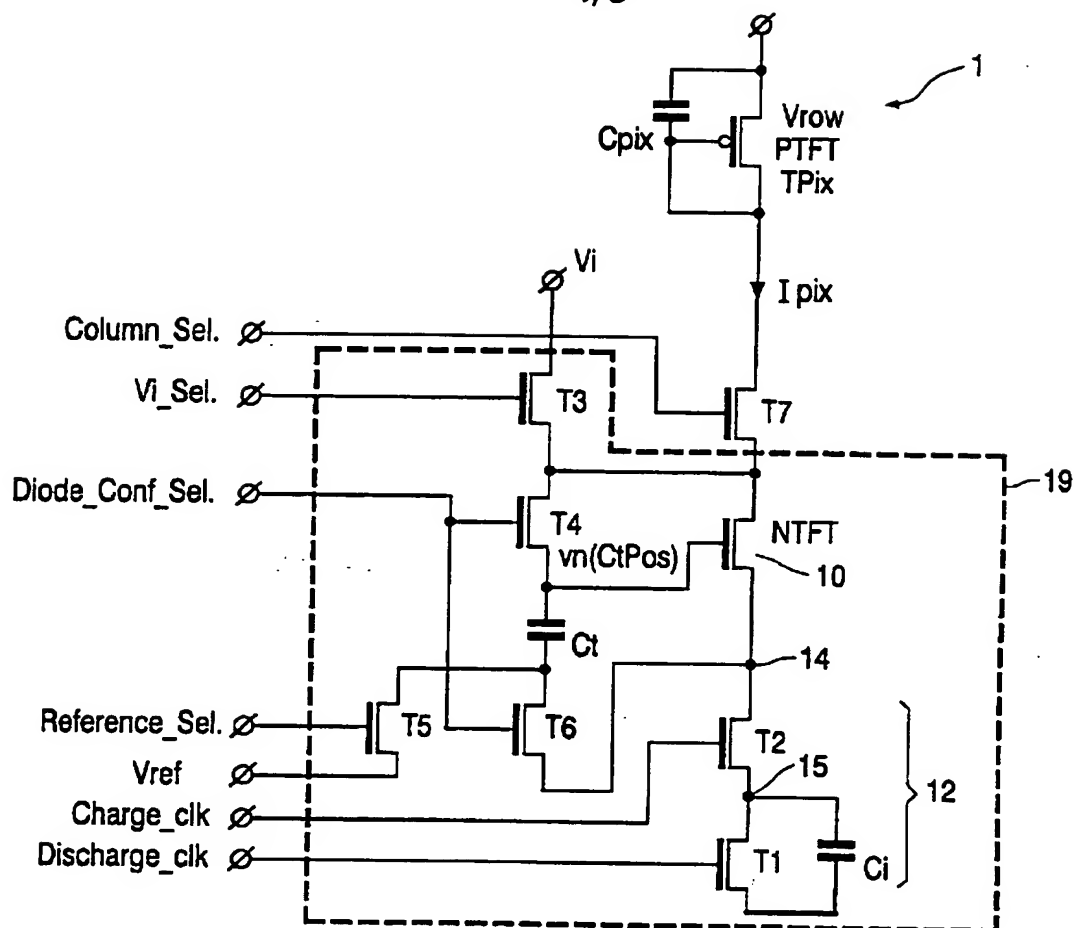 1
Cpix
Vrow
PTFT
TPix
Vi
I pix
Column_Sel.
Vi_Sel.
T3
T7
Diode_Conf_Sel.
T4
19
NTFT
vn(CtPos)
10
Ct
14
Reference_Sel.
T5
T6
T2
Vref
15
12
Charge_clk
Discharge_clk
T1
Ci